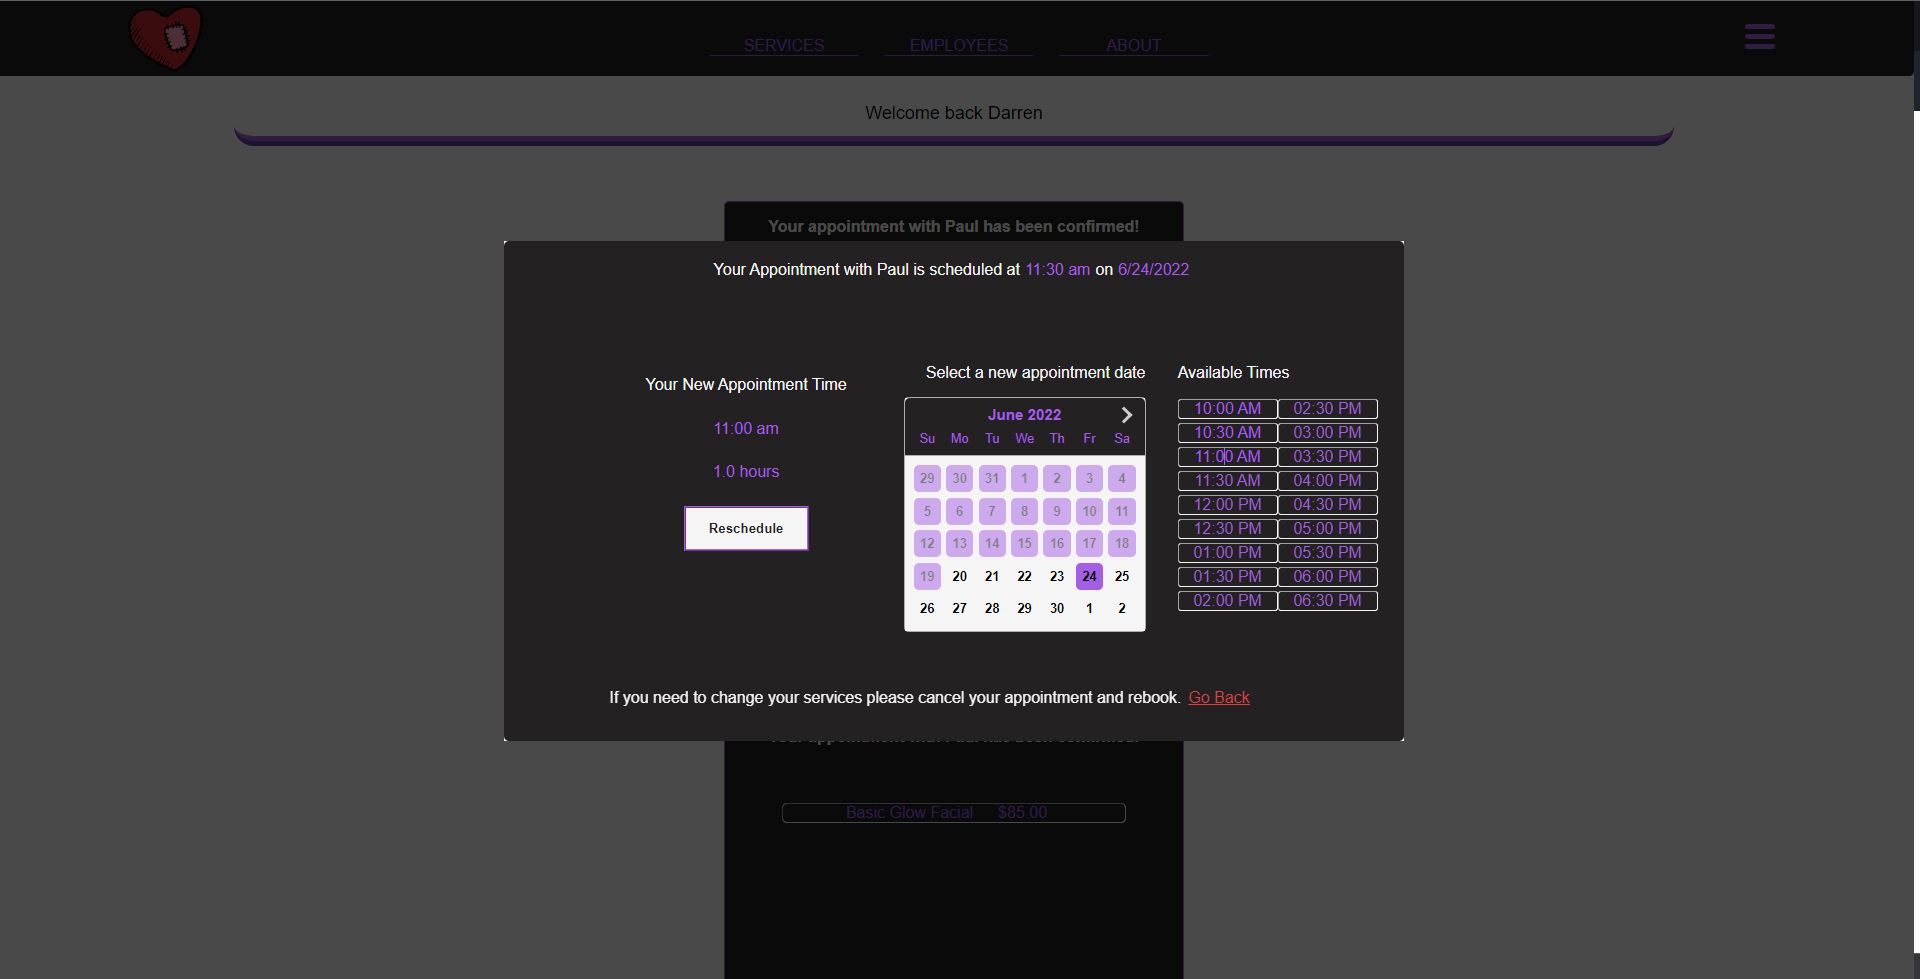 SERVICES EMPLOYEES ABOUT
Welcome back Darren
Your appointment with Paul has been confirmed!
Your Appointment with Paul is scheduled at 11:30 am on 6/24/2022
Your New Appointment Time
11:00 am
1.0 hours
Reschedule
Select a new appointment date
June 2022
Su Mo Tu We Th Fr Sa
29 30 31 1 2 3 4
5 6 7 8 9 10 11
12 13 14 15 16 17 18
19 20 21 22 23 24 25
26 27 28 29 30 1 2
Available Times
10:00 AM 02:30 PM
10:30 AM 03:00 PM
11:00 AM 03:30 PM
11:30 AM 04:00 PM
12:00 PM 04:30 PM
12:30 PM 05:00 PM
01:00 PM 05:30 PM
01:30 PM 06:00 PM
02:00 PM 06:30 PM
If you need to change your services please cancel your appointment and rebook. Go Back
Your appointment with Paul has been confirmed!
Basic Glow Facial $85.00